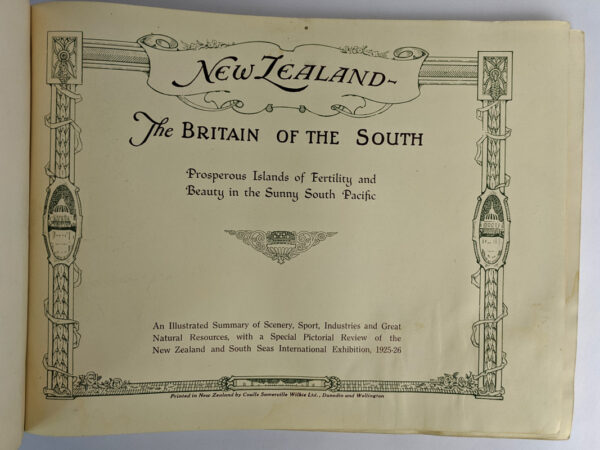 New Zealand~
The Britain of the South
Prosperous Islands of Fertility and
Beauty in the Sunny South Pacific
An Illustrated Summary of Scenery, Sport, Industries and Great
Natural Resources, with a Special Pictorial Review of the
New Zealand and South Seas International Exhibition, 1925-26
Printed in New Zealand by Coulls Somerville Wilkie Ltd., Dunedin and Wellington